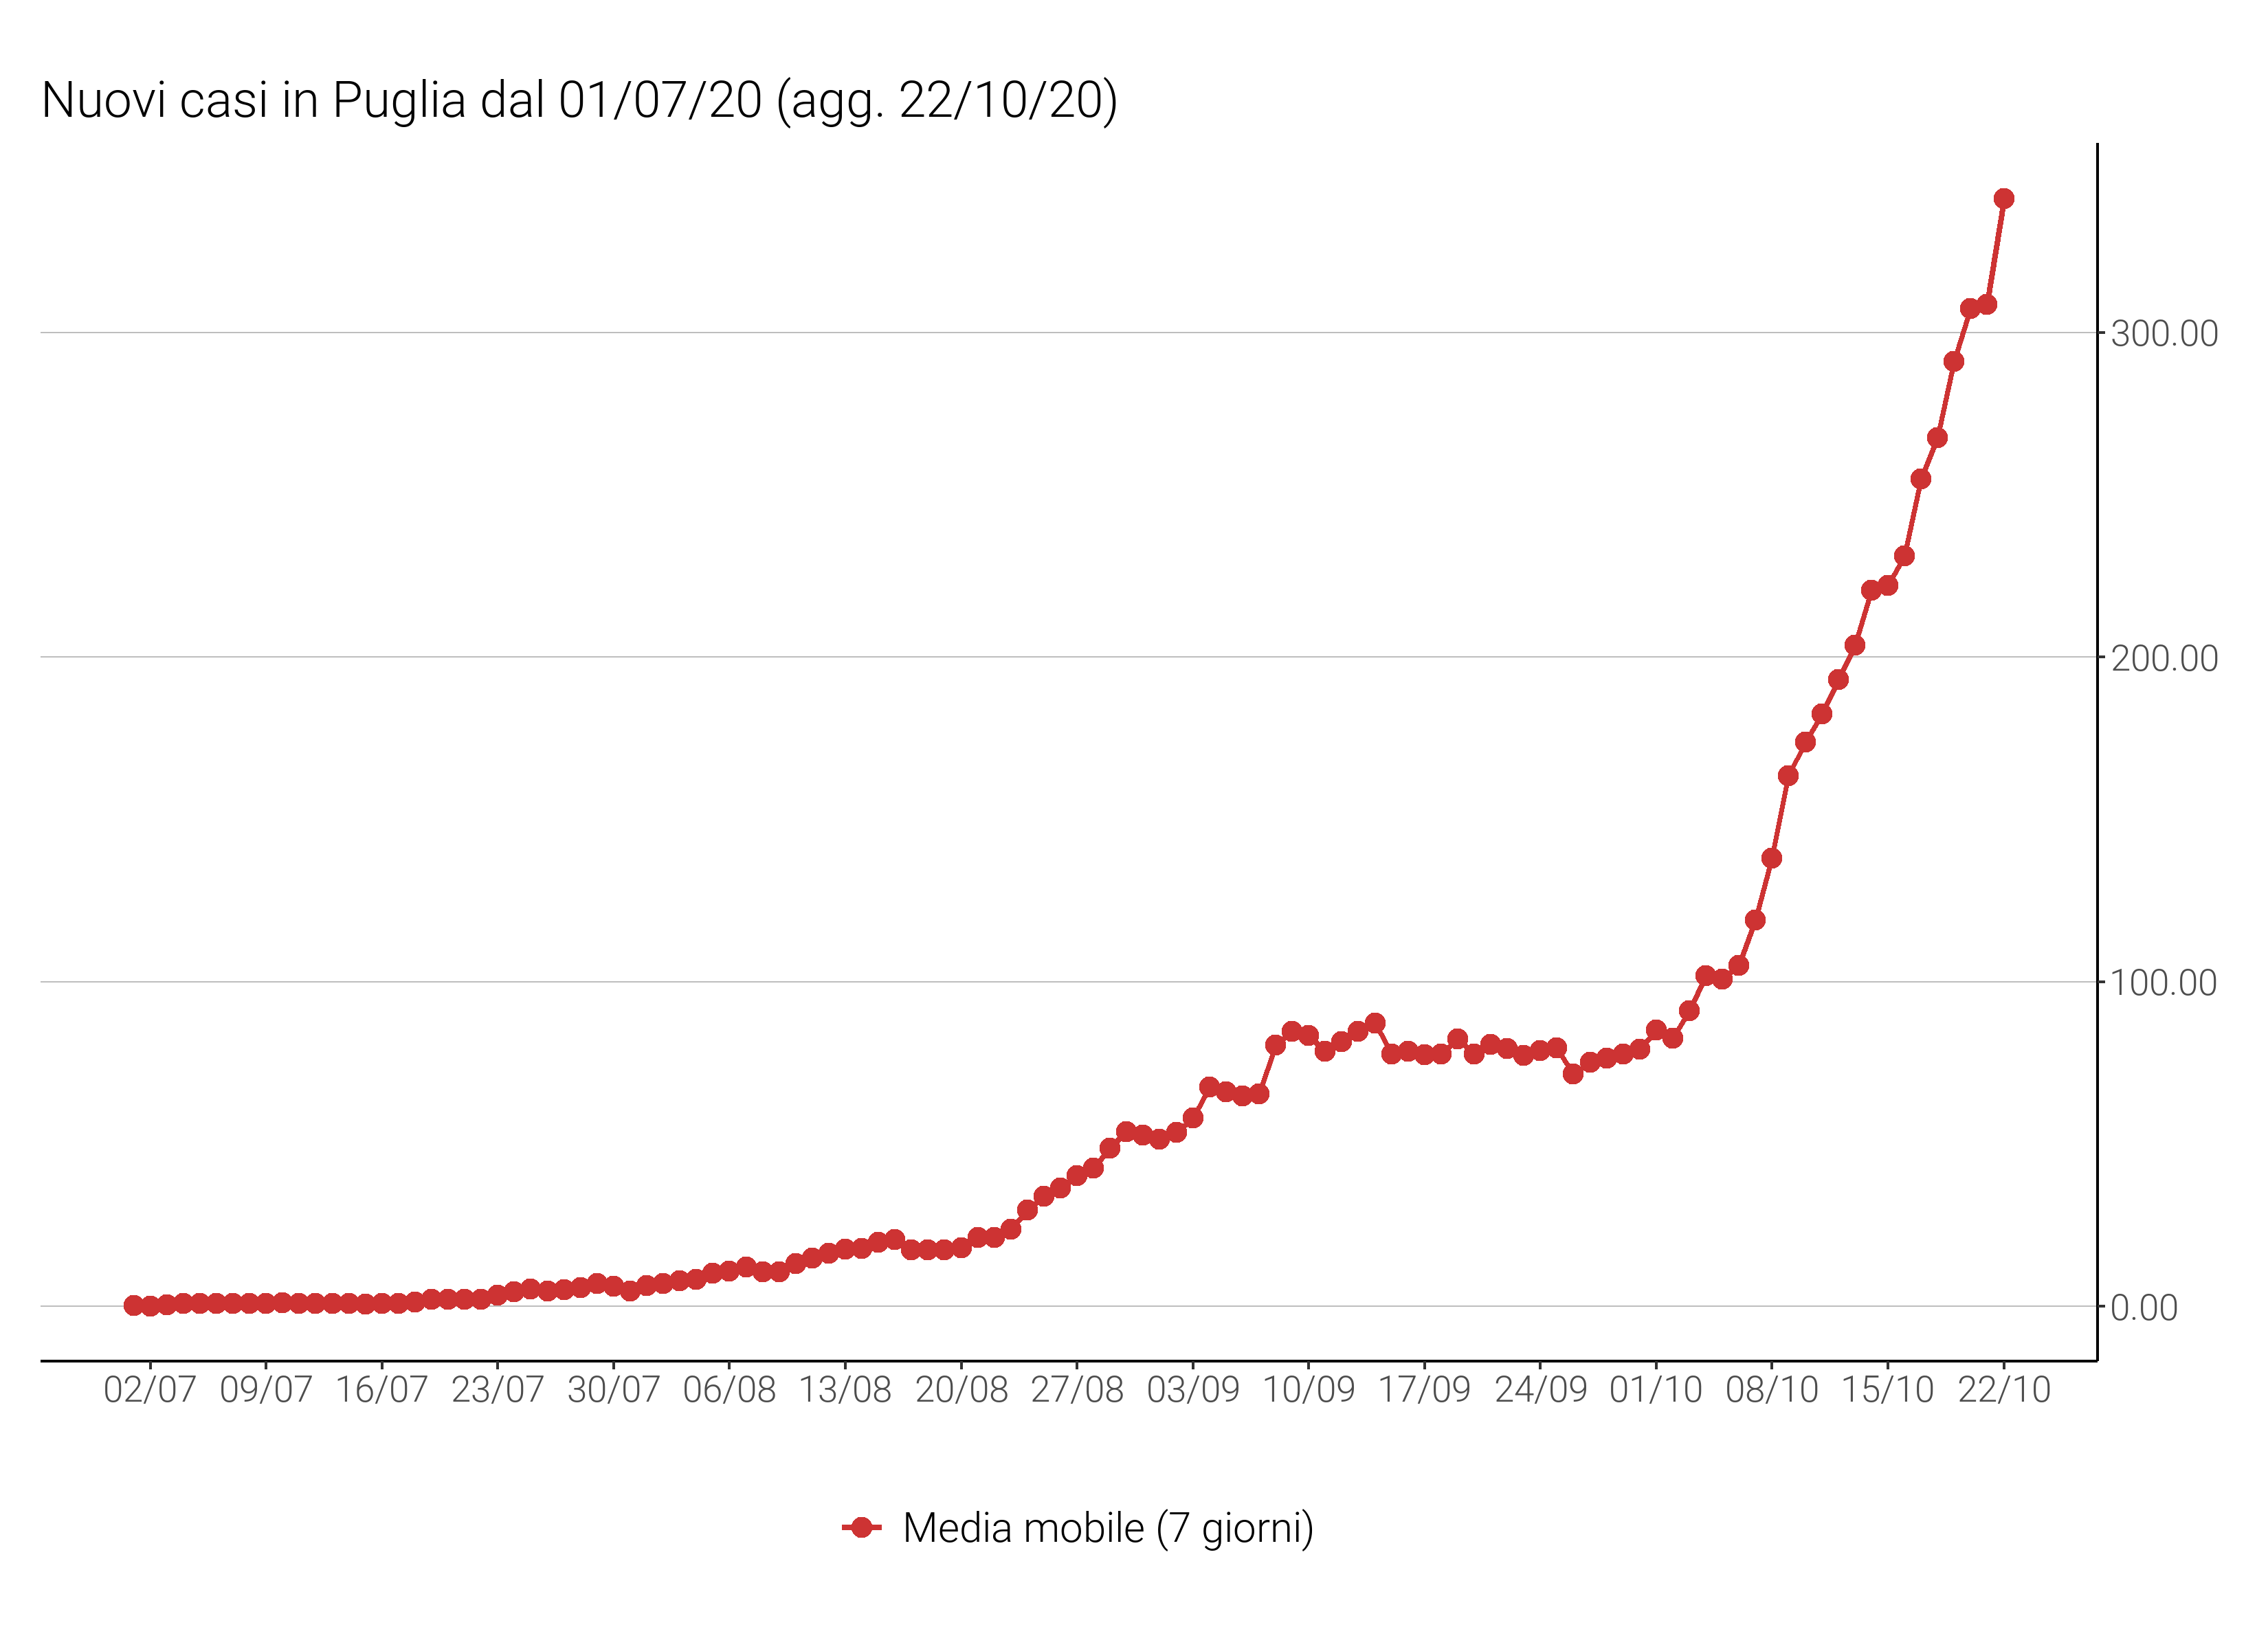 Nuovi casi in Puglia dal 01/07/20 (agg. 22/10/20)
300.00
200.00
100.00
0.00
02/07 09/07 16/07 23/07 30/07 06/08 13/08 20/08 27/08 03/09 10/09 17/09 24/09 01/10 08/10 15/10 22/10
Media mobile (7 giorni)